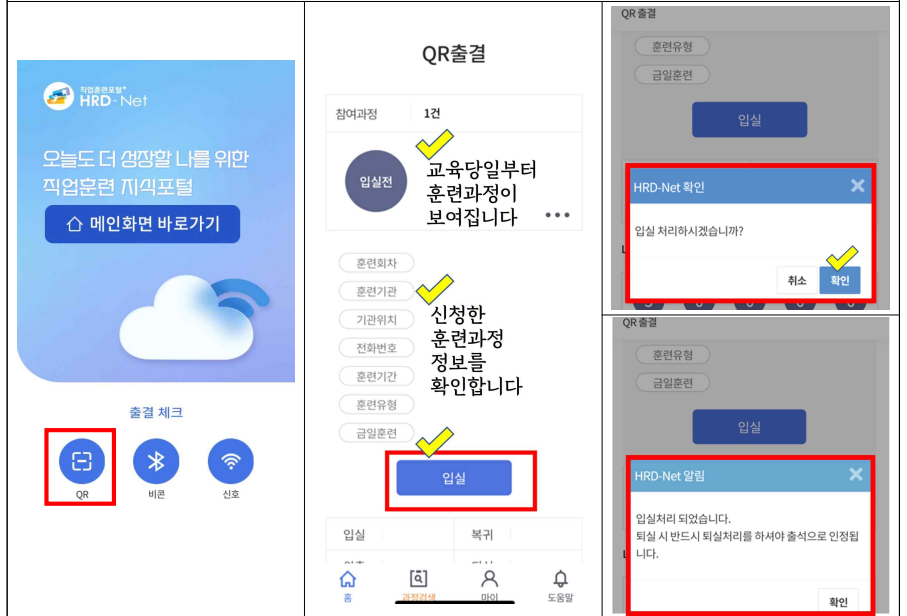 직업훈련포털
HRD-Net
오늘도 더 성장할 나를 위한
직업훈련 지식포털
메인화면 바로가기
출결 체크
QR
비콘
신호
QR출결
참여과정 1건
입실전
교육당일부터
훈련과정이
보여집니다
훈련회차
훈련기관
기관위치
전화번호
훈련기간
훈련유형
금일훈련
신청한
훈련과정
정보를
확인합니다
입실
입실 복귀
홈
과정검색
마이
도움말
QR 출결
훈련유형
금일훈련
입실
HRD-Net 확인
입실 처리하시겠습니까?
취소 확인
QR 출결
훈련유형
금일훈련
입실
HRD-Net 알림
입실처리 되었습니다.
퇴실 시 반드시 퇴실처리를 하셔야 출석으로 인정됩
니다.
확인